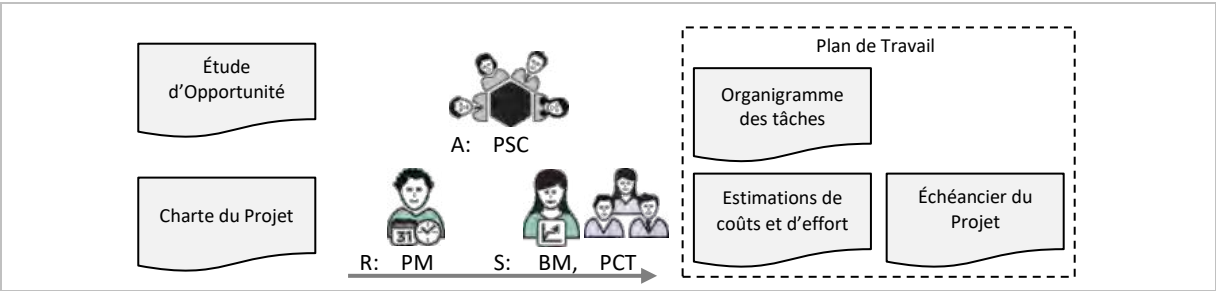 Étude
d'Opportunité
Charte du Projet
A: PSC
31
R: PM S: BM, PCT
Plan de Travail
Organigramme
des tâches
Estimations de
coûts et d'effort
Échéancier du
Projet